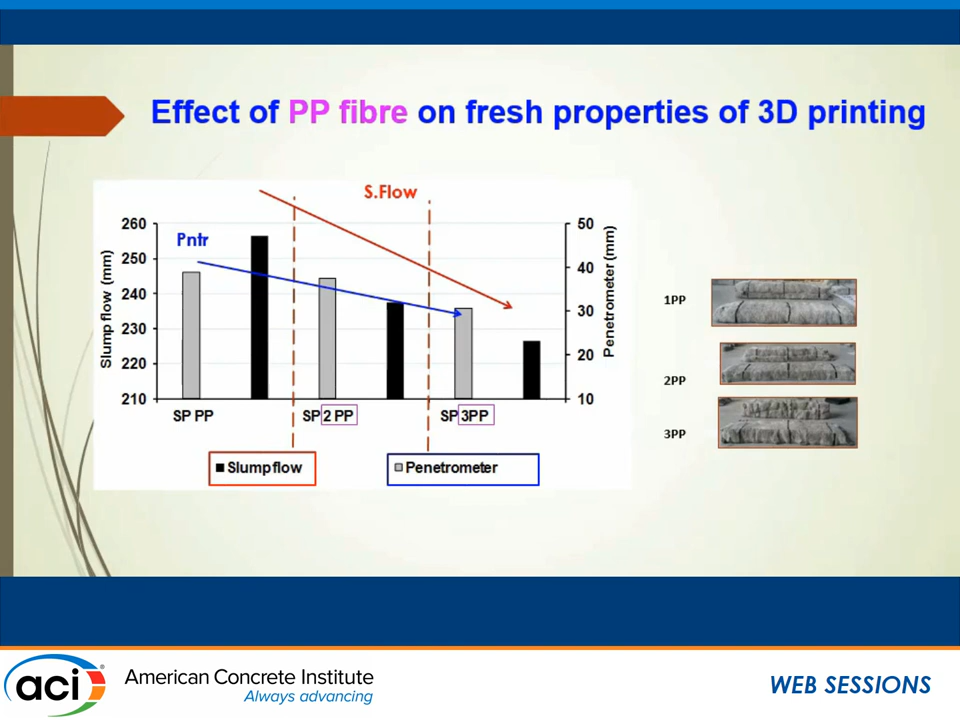 Effect of PP fibre on fresh properties of 3D printing
S.Flow
Pntr
260
250
240
230
220
210
Slump flow (mm)
50
40
30
20
10
Penetrometer (mm)
SP PP
SP 2 PP
SP 3PP
Slump flow
Penetrometer
1PP
2PP
3PP
aci
American Concrete Institute
Always advancing
WEB SESSIONS